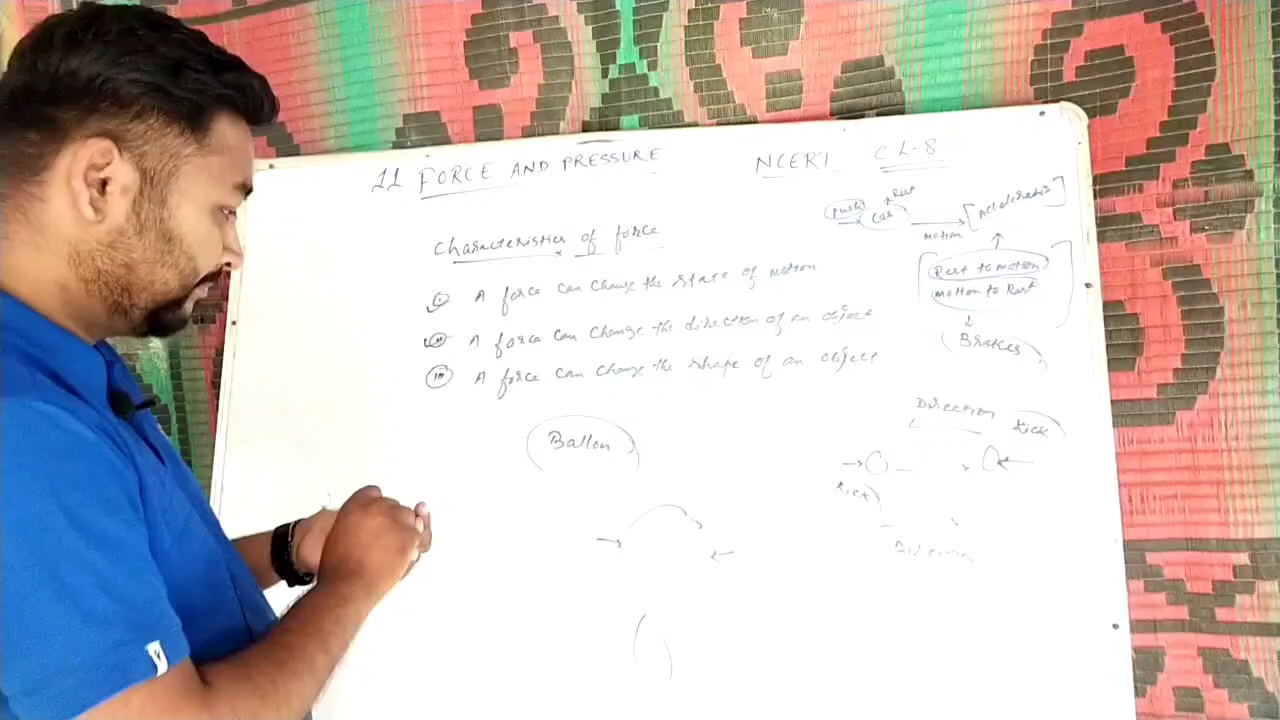 11 FORCE AND PRESSURE NCERT CL-8
Characteristics of force
(i) A force can change the state of motion
(ii) A force can change the direction of an object
(iii) A force can change the shape of an object
Ballon
Push Car Rest
motion
[Acceleration]
Rest to motion
Motion to Rest
Brakes
Direction
Kick
Kick
Direction